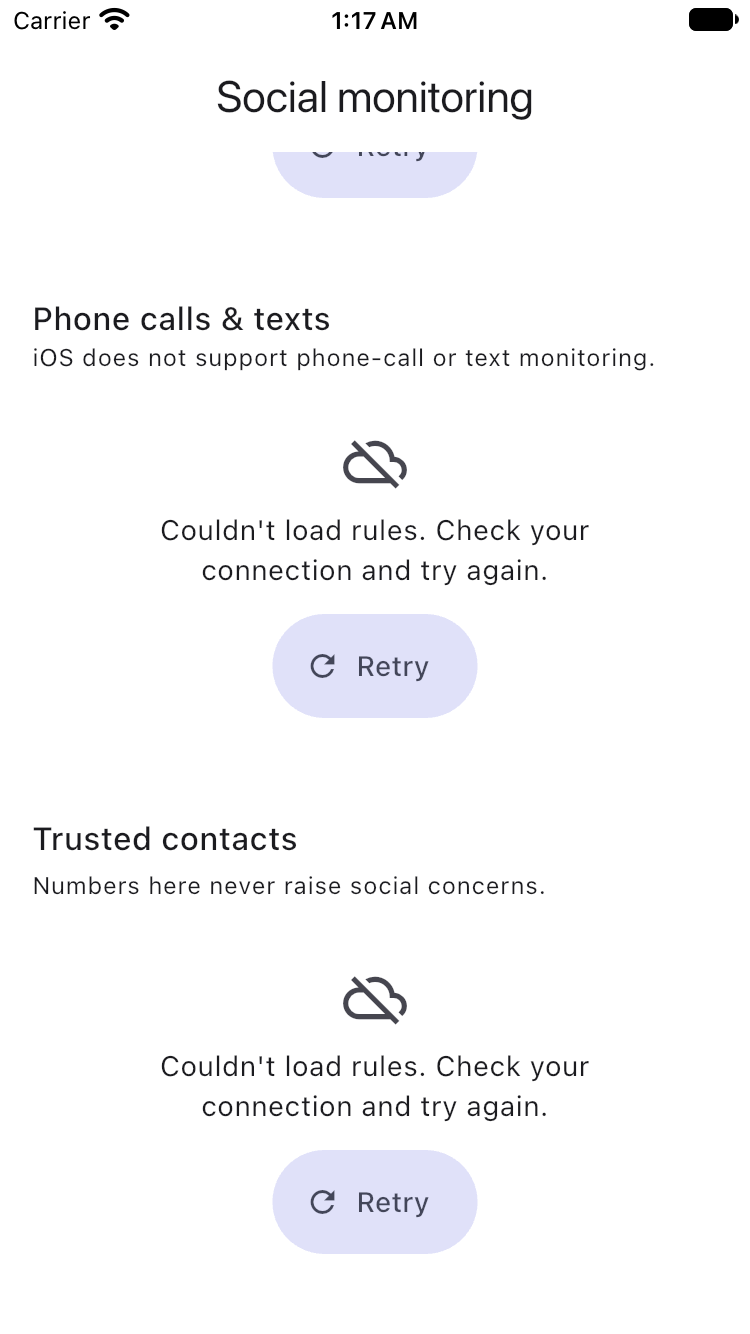 Carrier 1:17 AM
Social monitoring
Retry
Phone calls & texts
iOS does not support phone-call or text monitoring.
Couldn't load rules. Check your
connection and try again.
Retry
Trusted contacts
Numbers here never raise social concerns.
Couldn't load rules. Check your
connection and try again.
Retry